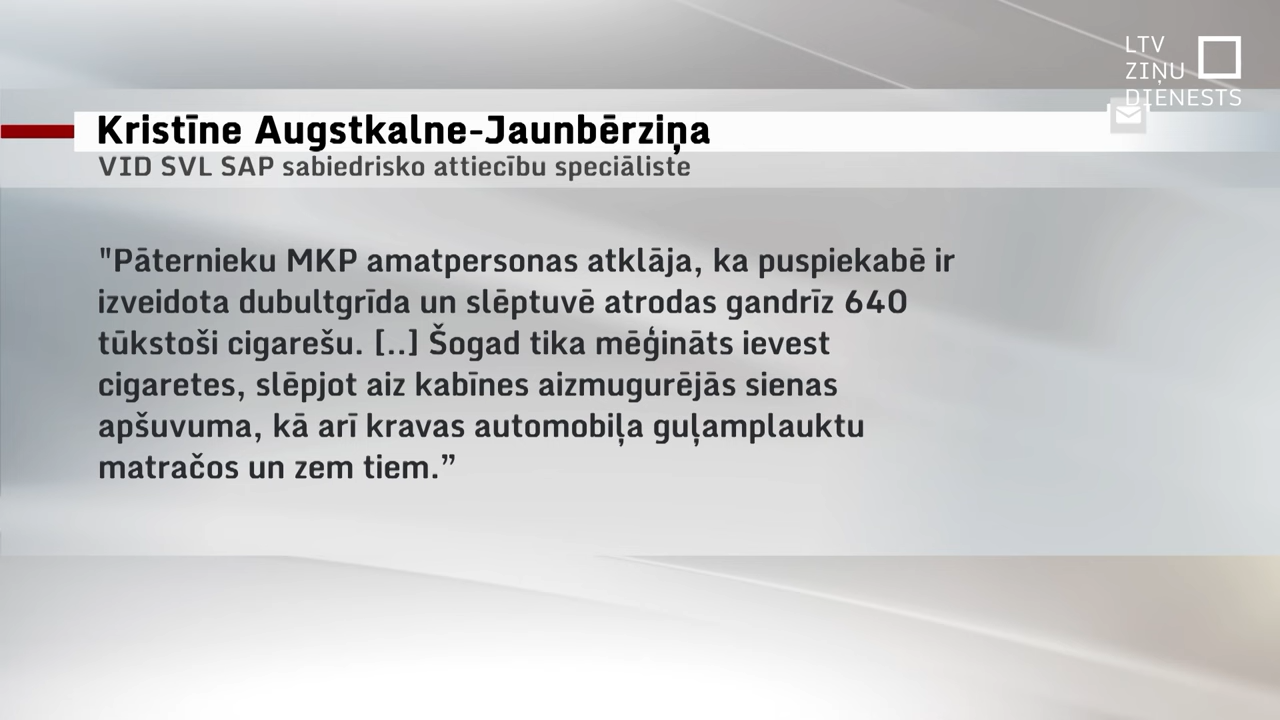 LTV
ZIŅU
DIENESTS
Kristīne Augstkalne-Jaunbērziņa
VID SVL SAP sabiedrisko attiecību speciāliste
"Pāternieku MKP amatpersonas atklāja, ka puspiekabē ir
izveidota dubultgrīda un slēptuvē atrodas gandrīz 640
tūkstoši cigarešu. [..] Šogad tika mēģināts ievest
cigaretes, slēpjot aiz kabīnes aizmugurējās sienas
apšuvuma, kā arī kravas automobiļa guļamplauktu
matračos un zem tiem.”